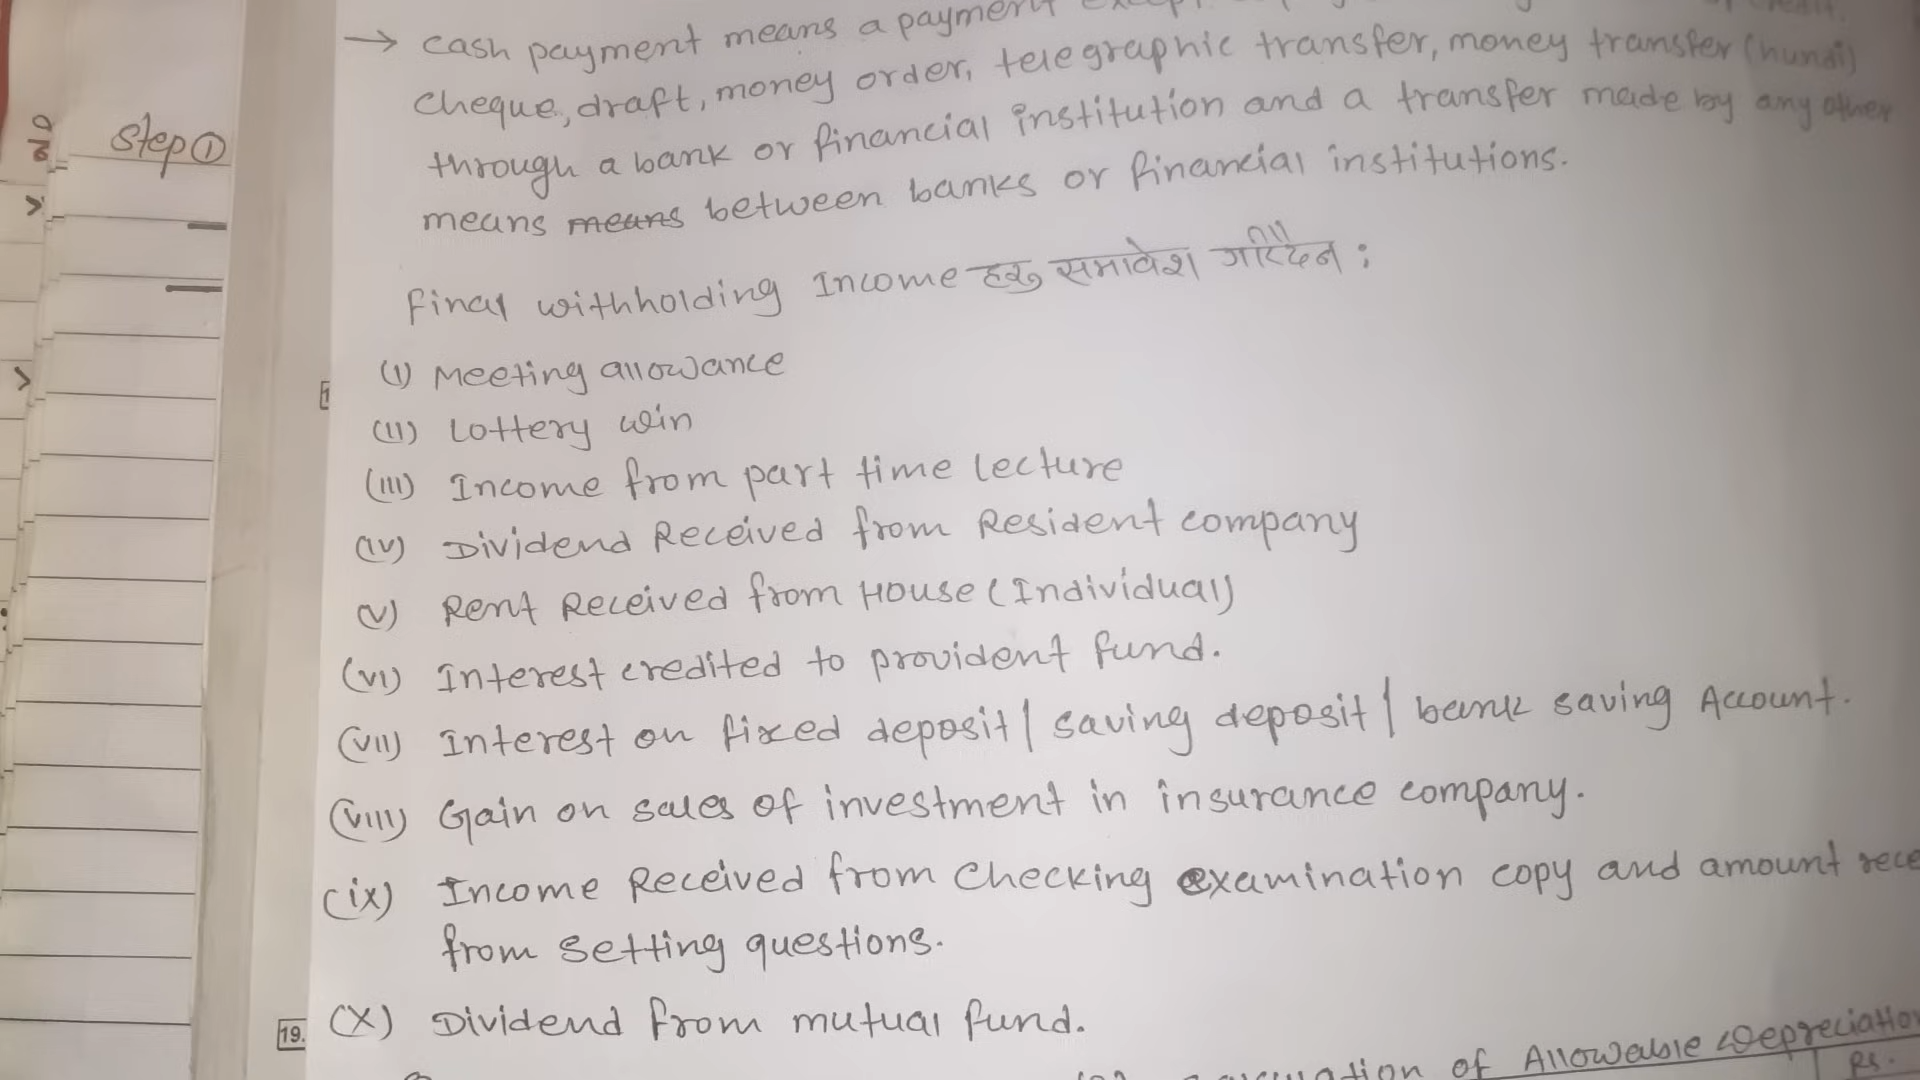 → cash payment means a payment
cheque, draft, money order, telegraphic transfer, money transfer (hundi)
through a bank or financial institution and a transfer made by any other
means means between banks or financial institutions.
Step ①
Final withholding Income हरु समावेश गरिदैन ;
(I) Meeting allowance
(II) Lottery win
(III) Income from part time lecture
(IV) Dividend Received from Resident company
(V) Rent Received from House (Individual)
(VI) Interest credited to provident fund.
(VII) Interest on fixed deposit | saving deposit | bank saving Account.
(VIII) Gain on sales of investment in insurance company.
(ix) Income Received from checking examination copy and amount rece
from setting questions.
(X) Dividend from mutual fund.
19.
of Allowable Depreciation
Rs.